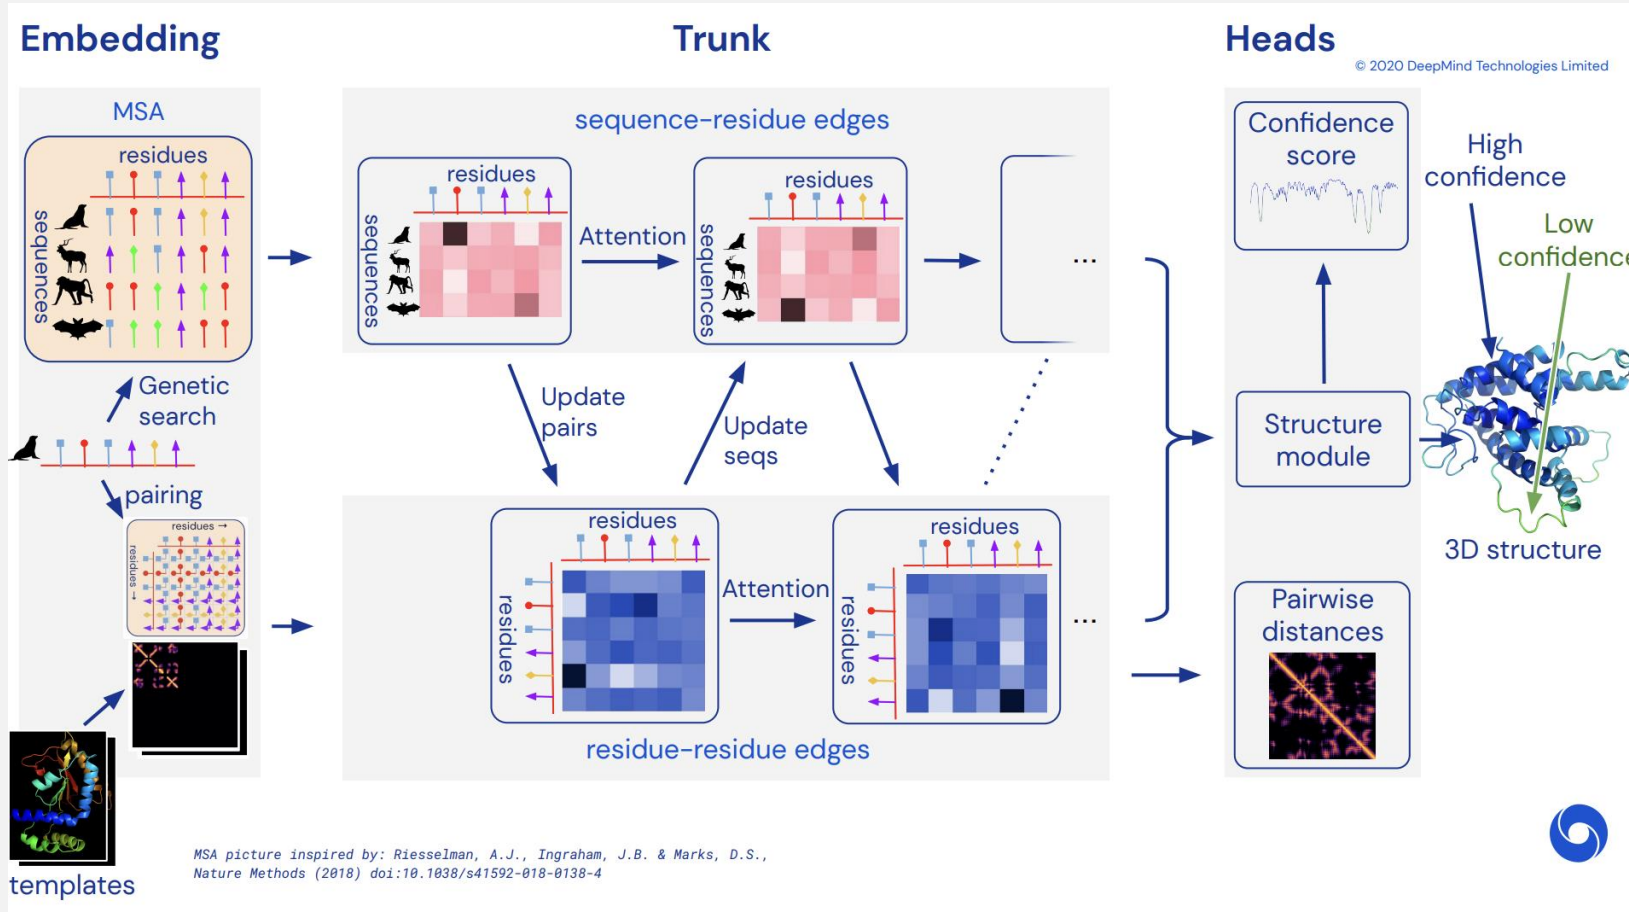 Embedding
Trunk
Heads
© 2020 DeepMind Technologies Limited
MSA
residues
sequences
Genetic
search
pairing
residues →
residues →
templates
sequence-residue edges
residues
sequences
Attention
residues
sequences
...
Update
pairs
Update
seqs
residues
residues
Attention
residues
residues
...
residue-residue edges
Confidence
score
High
confidence
Low
confidence
Structure
module
3D structure
Pairwise
distances
MSA picture inspired by: Riesselman, A.J., Ingraham, J.B. & Marks, D.S.,
Nature Methods (2018) doi:10.1038/s41592-018-0138-4